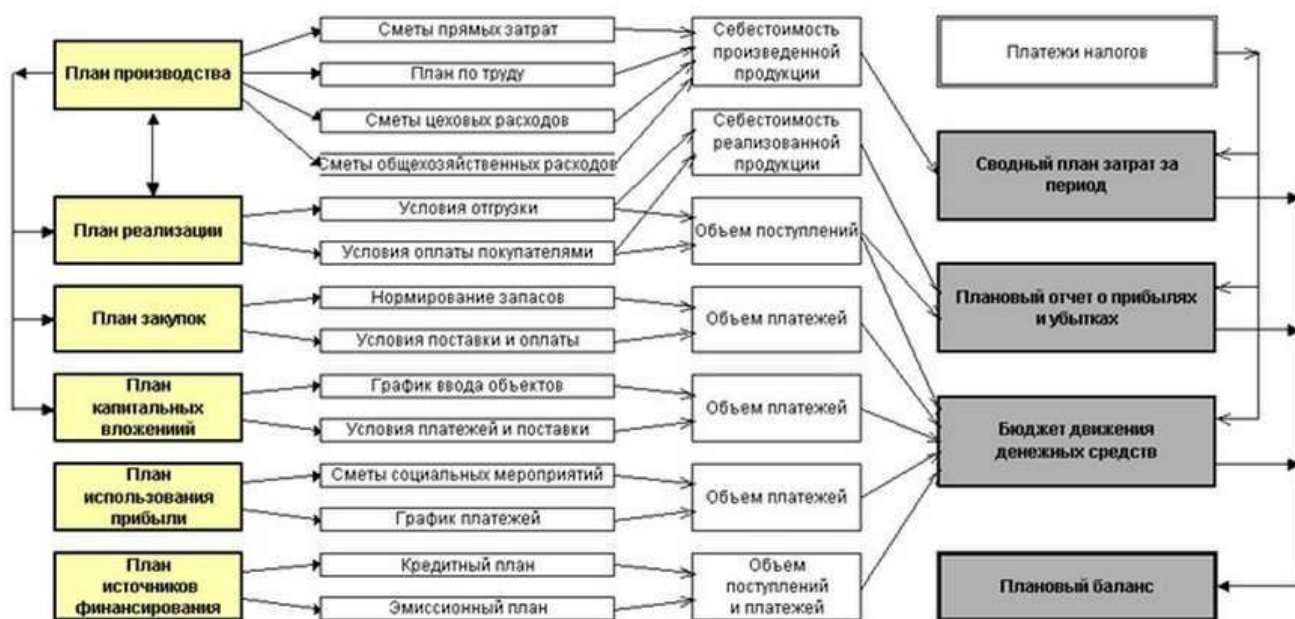 План производства
Сметы прямых затрат
План по труду
Сметы цеховых расходов
Сметы общехозяйственных расходов
Себестоимость
произведенной
продукции
Платежи налогов
Себестоимость
реализованной
продукции
Сводный план затрат за
период
План реализации
Условия отгрузки
Условия оплаты покупателями
Объем поступлений
План закупок
Нормирование запасов
Условия поставки и оплаты
Объем платежей
Плановый отчет о прибылях
и убытках
План
капитальных
вложениий
График ввода объектов
Условия платежей и поставки
Объем платежей
Бюджет движения
денежных средств
План
использования
прибыли
Сметы социальных мероприятий
График платежей
Объем платежей
План
источников
финансирования
Кредитный план
Эмиссионный план
Объем
поступлений
и платежей
Плановый баланс